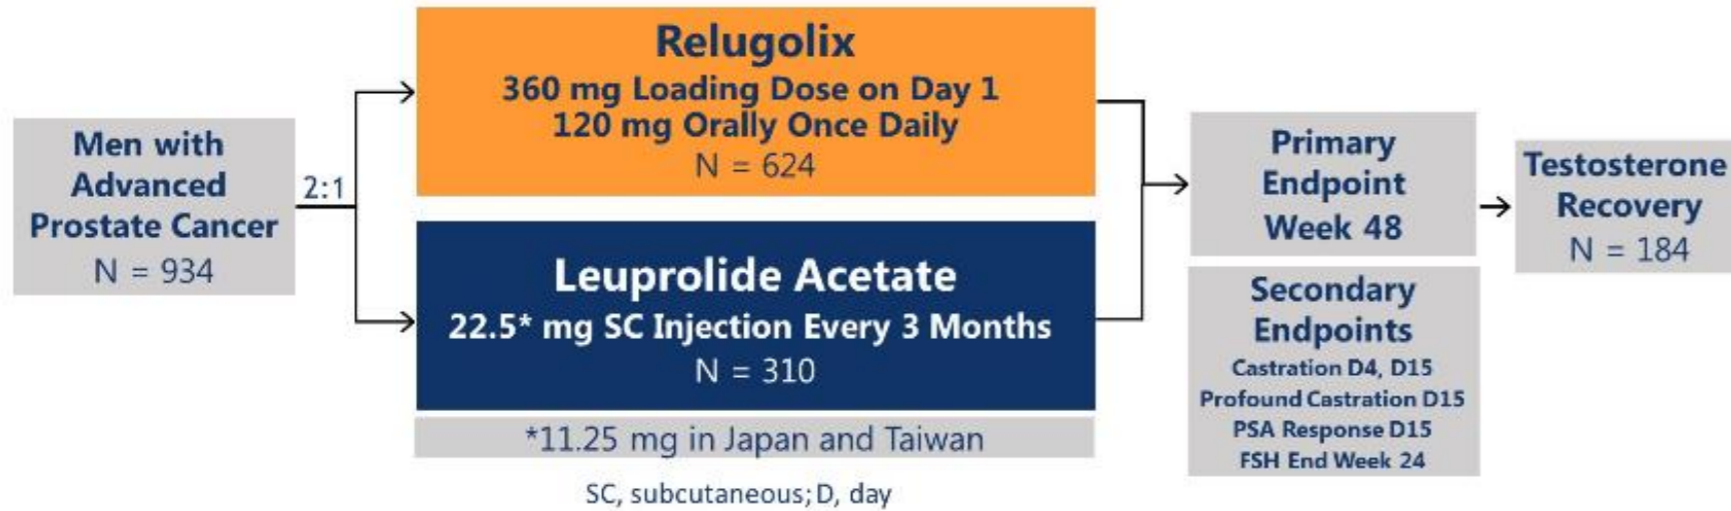 Men with
Advanced
Prostate Cancer
N = 934
2:1
Relugolix
360 mg Loading Dose on Day 1
120 mg Orally Once Daily
N = 624
Leuprolide Acetate
22.5* mg SC Injection Every 3 Months
N = 310
*11.25 mg in Japan and Taiwan
SC, subcutaneous; D, day
Primary
Endpoint
Week 48
Secondary
Endpoints
Castration D4, D15
Profound Castration D15
PSA Response D15
FSH End Week 24
Testosterone
Recovery
N = 184